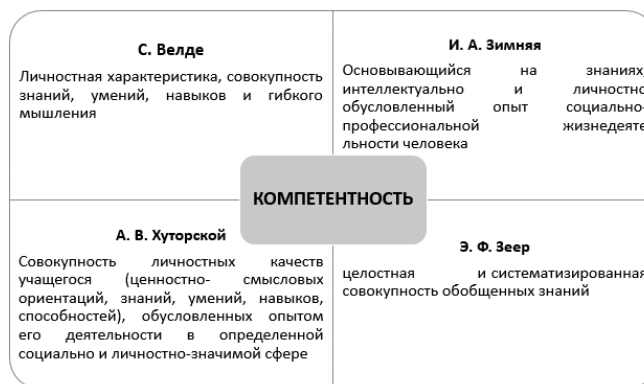 С. Велде
Личностная характеристика, совокупность
знаний, умений, навыков и гибкого
мышления
И. А. Зимняя
Основывающийся на знаниях,
интеллектуально и личностно
обусловленный опыт социально-
профессиональной жизнедеяте
льности человека
КОМПЕТЕНТНОСТЬ
А. В. Хуторской
Совокупность личностных качеств
учащегося (ценностно- смысловых
ориентаций, знаний, умений, навыков,
способностей), обусловленных опытом
его деятельности в определенной
социально и личностно-значимой сфере
Э. Ф. Зеер
целостная и систематизированная
совокупность обобщенных знаний